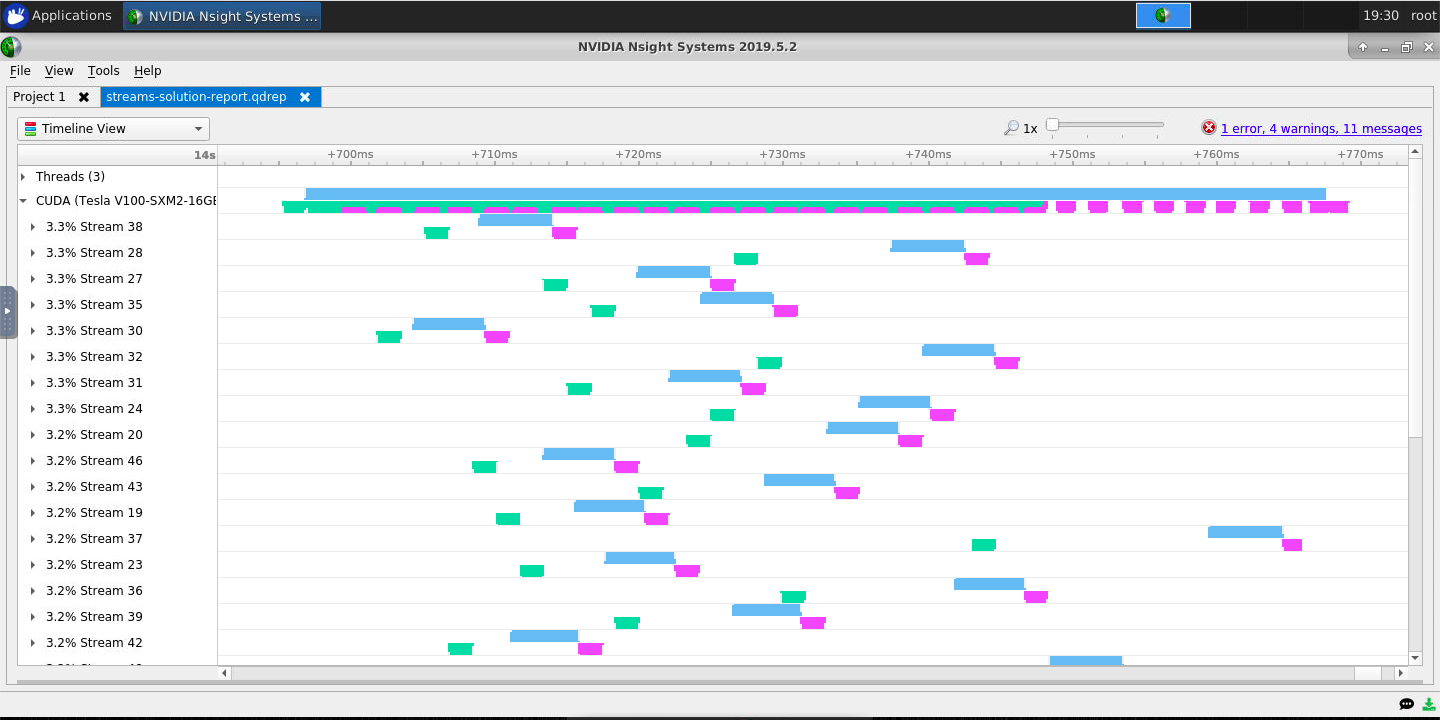 Applications
NVIDIA Nsight Systems ...
19:30
root
NVIDIA Nsight Systems 2019.5.2
File View Tools Help
Project 1
streams-solution-report.qdrep
Timeline View
1x
1 error, 4 warnings, 11 messages
14s
+700ms +710ms +720ms +730ms +740ms +750ms +760ms +770ms
Threads (3)
CUDA (Tesla V100-SXM2-16GE
3.3% Stream 38
3.3% Stream 28
3.3% Stream 27
3.3% Stream 35
3.3% Stream 30
3.3% Stream 32
3.3% Stream 31
3.3% Stream 24
3.2% Stream 20
3.2% Stream 46
3.2% Stream 43
3.2% Stream 19
3.2% Stream 37
3.2% Stream 23
3.2% Stream 36
3.2% Stream 39
3.2% Stream 42